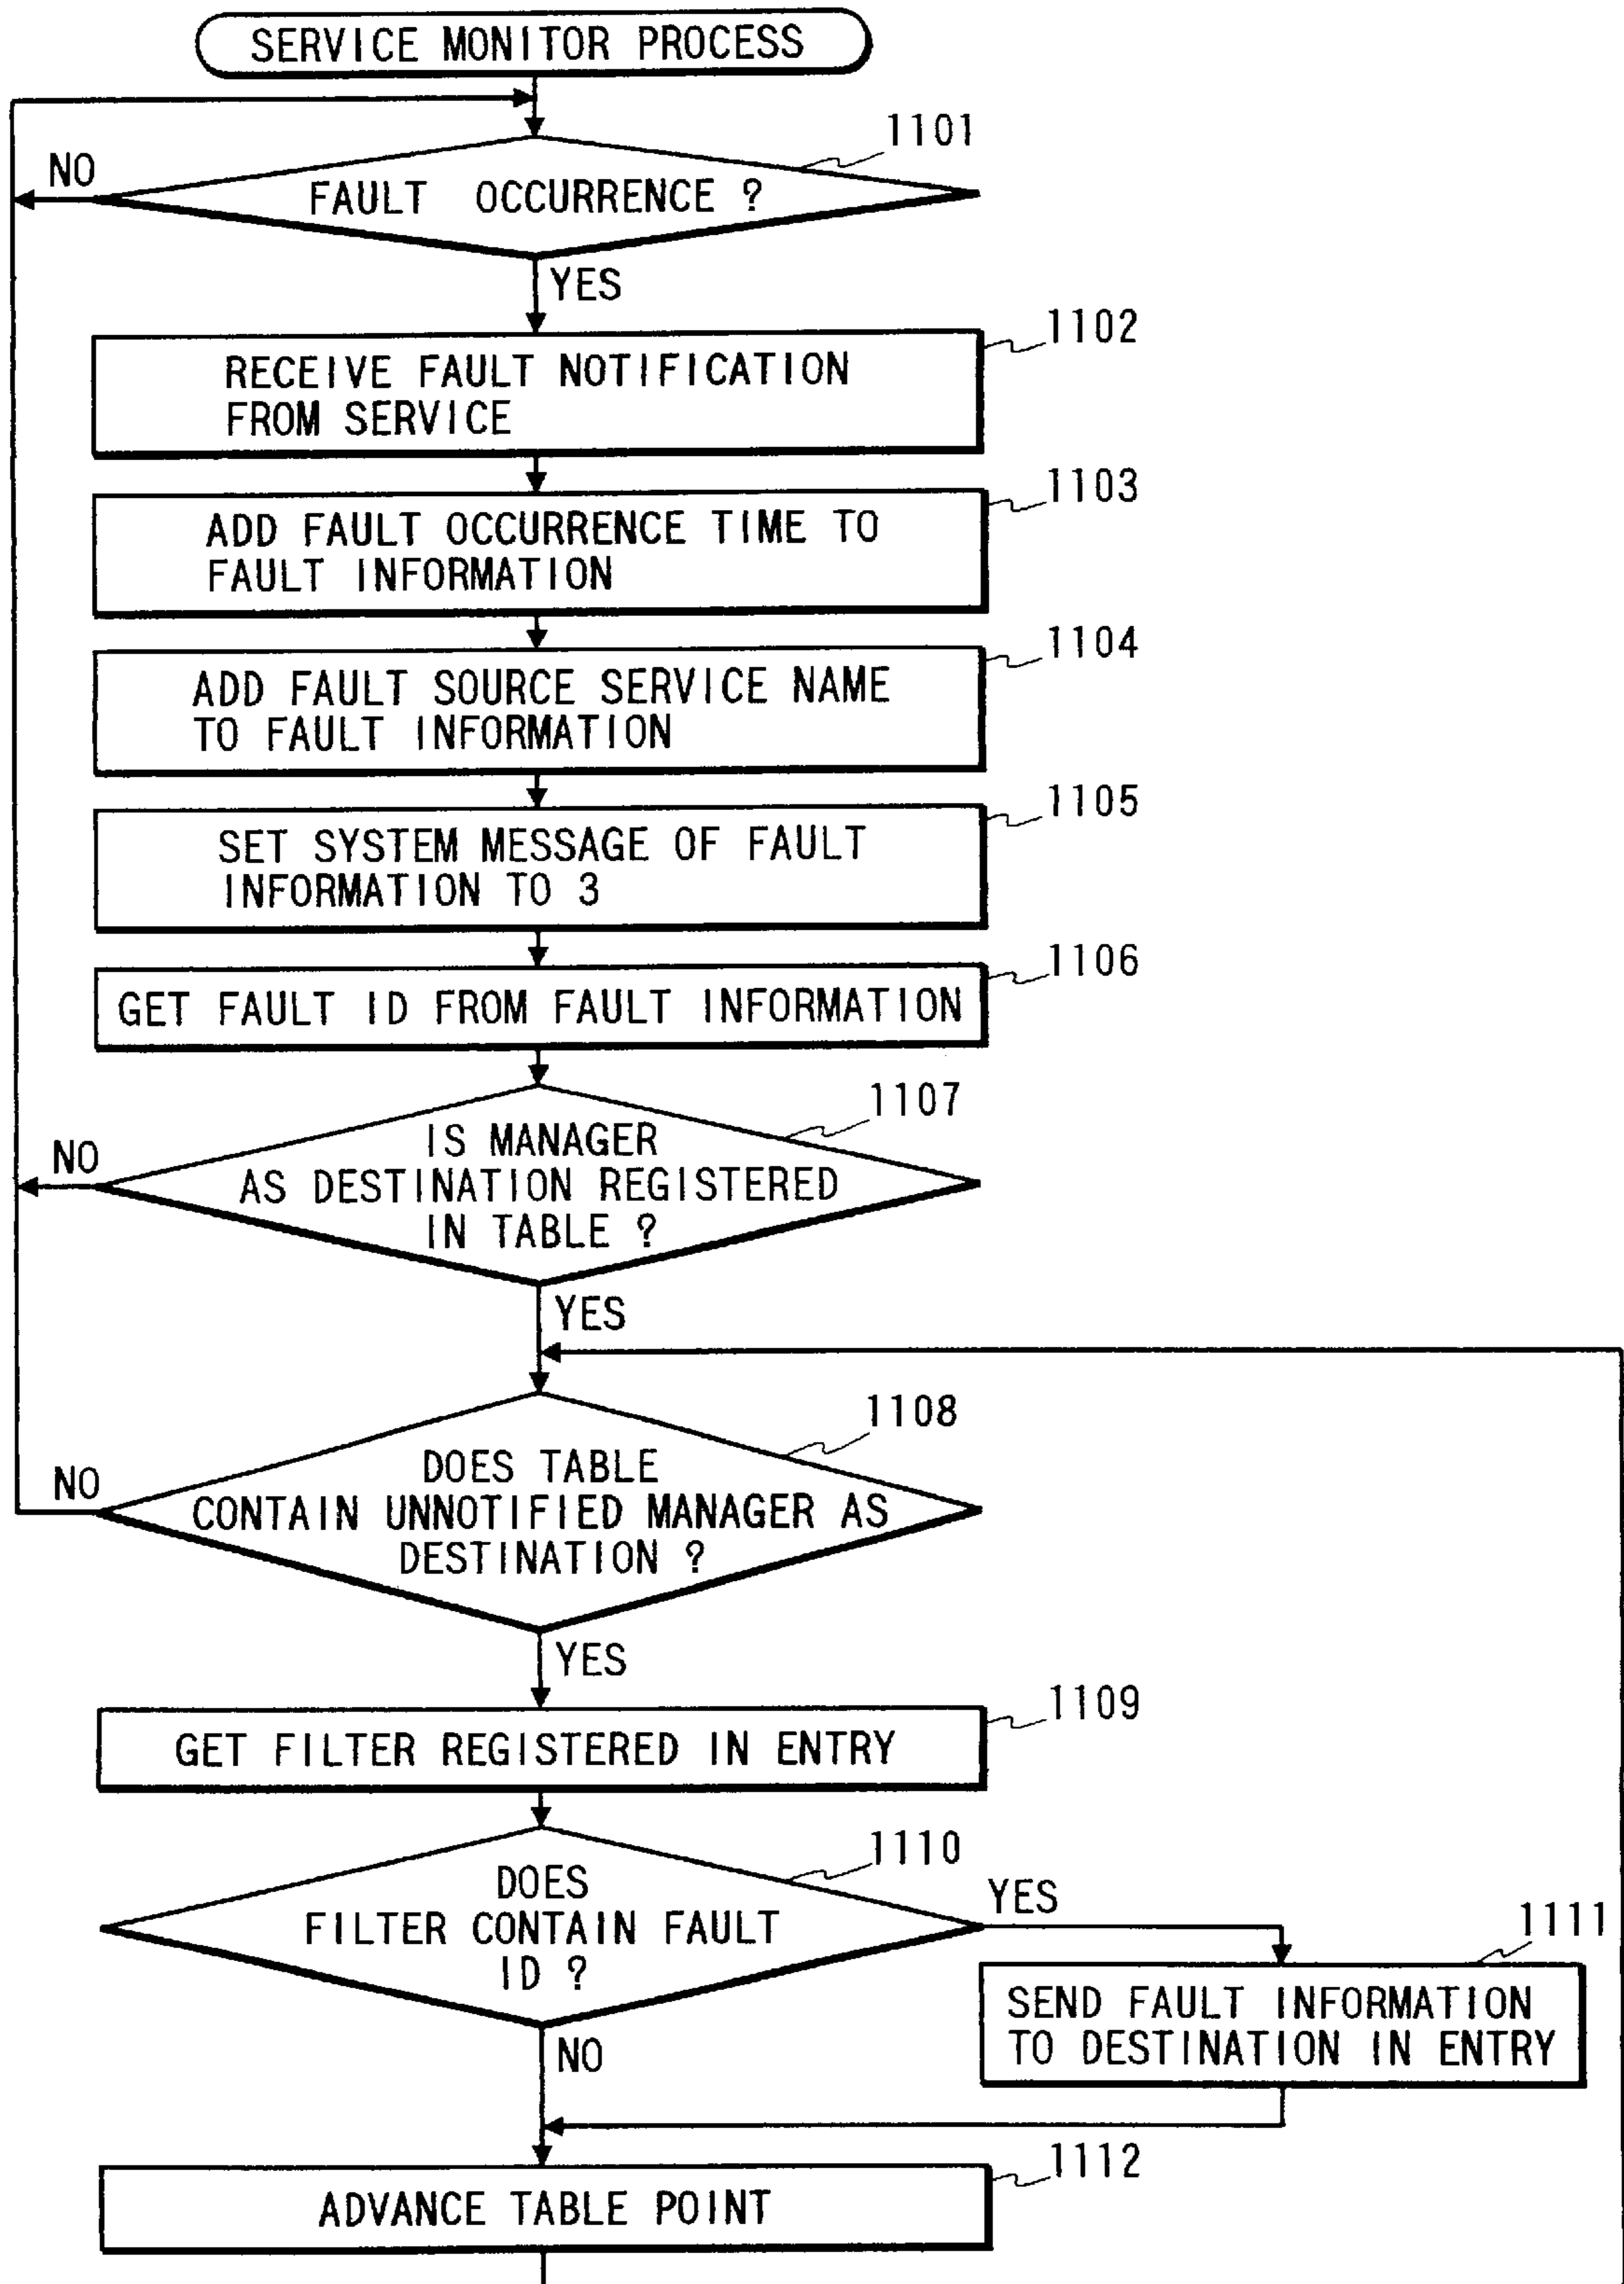 SERVICE MONITOR PROCESS
1101
NO
FAULT OCCURRENCE ?
YES
1102
RECEIVE FAULT NOTIFICATION
FROM SERVICE
1103
ADD FAULT OCCURRENCE TIME TO
FAULT INFORMATION
1104
ADD FAULT SOURCE SERVICE NAME
TO FAULT INFORMATION
1105
SET SYSTEM MESSAGE OF FAULT
INFORMATION TO 3
1106
GET FAULT ID FROM FAULT INFORMATION
1107
IS MANAGER
NO
AS DESTINATION REGISTERED
IN TABLE ?
YES
1108
DOES TABLE
NO
CONTAIN UNNOTIFIED MANAGER AS
DESTINATION ?
YES
1109
GET FILTER REGISTERED IN ENTRY
1110
DOES
FILTER CONTAIN FAULT
ID ?
YES
1111
SEND FAULT INFORMATION
TO DESTINATION IN ENTRY
NO
1112
ADVANCE TABLE POINT